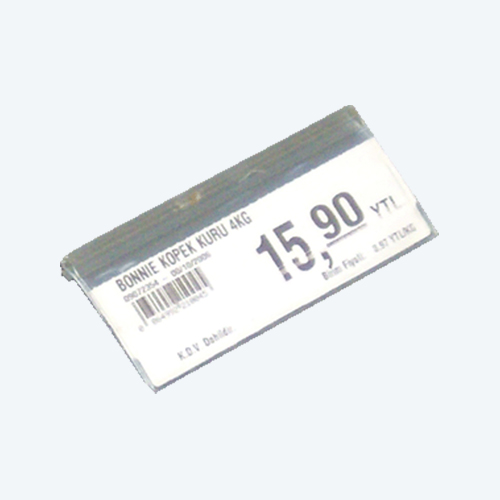 BONNIE KOPEK KURU 4KG
15,90 YTL
Birim Fiyatı: 3.97 YTL/KG
K.D.V. Dahildir.